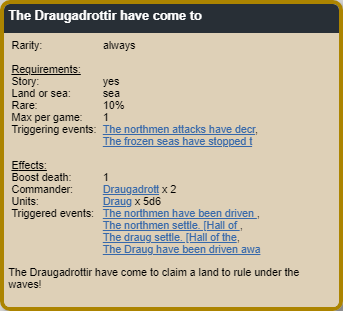 The Draugadrottir have come to
Rarity: always
Requirements:
Story: yes
Land or sea: sea
Rare: 10%
Max per game: 1
Triggering events: The northmen attacks have decr,
The frozen seas have stopped t
Effects:
Boost death: 1
Commander: Draugadrott x 2
Units: Draug x 5d6
Triggered events: The northmen have been driven ,
The northmen settle. [Hall of ,
The draug settle. [Hall of the,
The Draug have been driven awa
The Draugadrottir have come to claim a land to rule under the
waves!